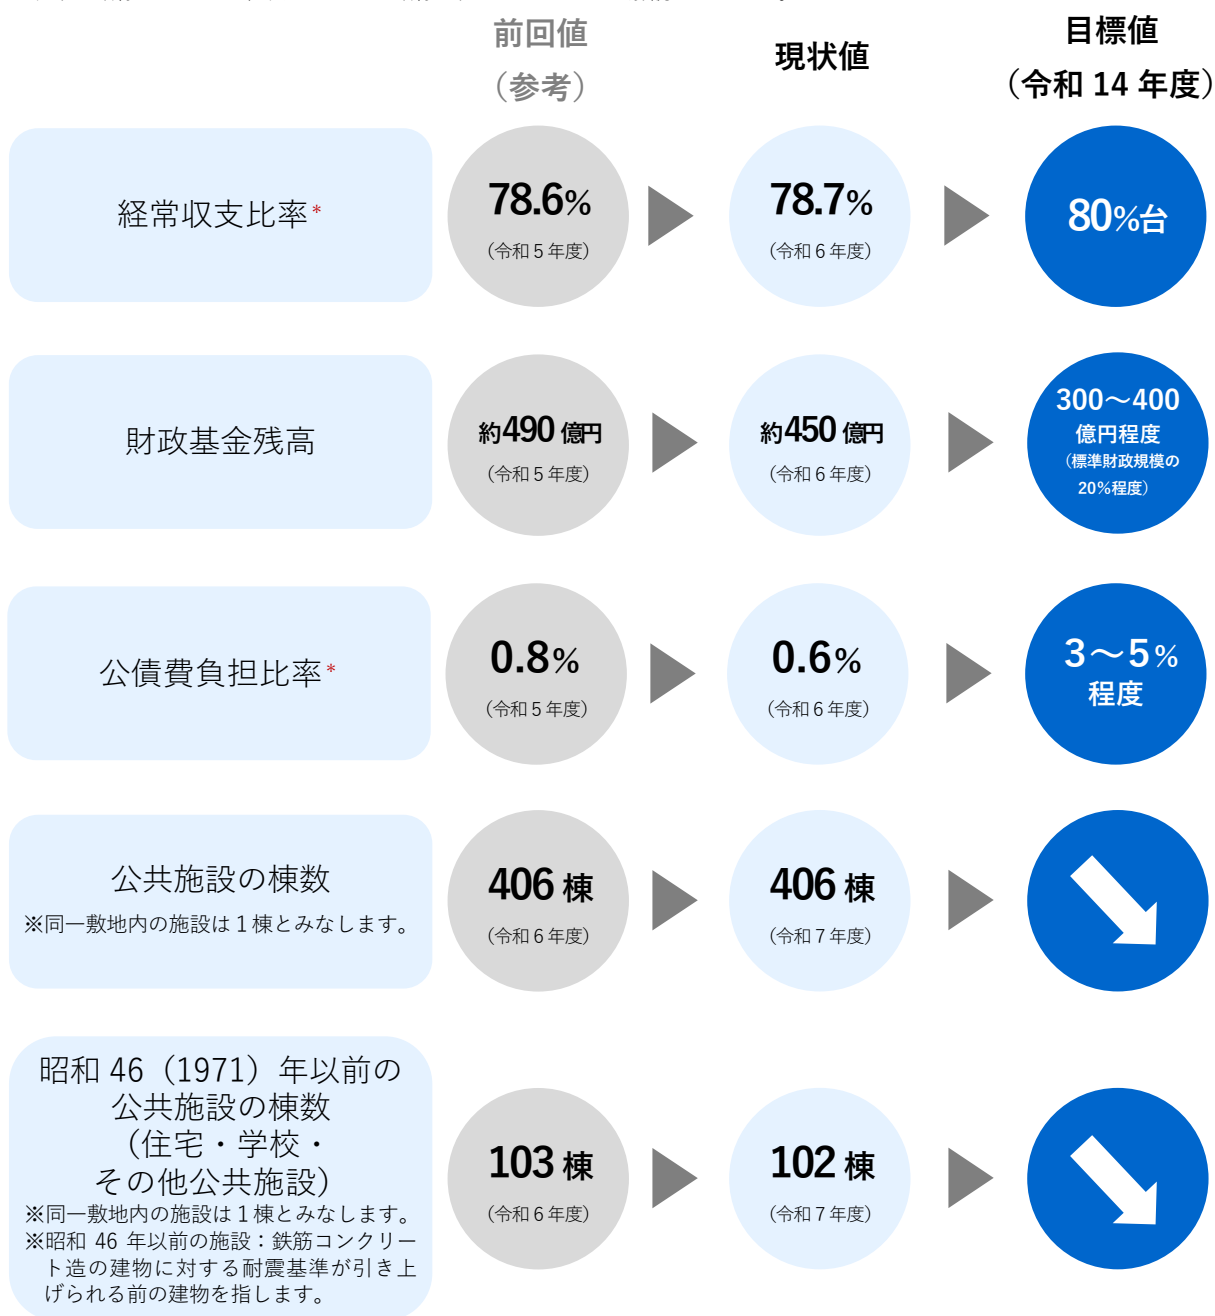 前回値
（参考）
現状値
目標値
（令和 14 年度）
経常収支比率*
78.6%
（令和５年度）
78.7%
（令和６年度）
80%台
財政基金残高
約490 億円
（令和５年度）
約450 億円
（令和６年度）
300～400
億円程度
（標準財政規模の
20%程度）
公債費負担比率*
0.8%
（令和５年度）
0.6%
（令和６年度）
3～5%
程度
公共施設の棟数
※同一敷地内の施設は１棟とみなします。
406 棟
（令和６年度）
406 棟
（令和７年度）
昭和 46（1971）年以前の
公共施設の棟数
（住宅・学校・
その他公共施設）
※同一敷地内の施設は１棟とみなします。
※昭和 46 年以前の施設：鉄筋コンクリー
ト造の建物に対する耐震基準が引き上
げられる前の建物を指します。
103 棟
（令和６年度）
102 棟
（令和７年度）